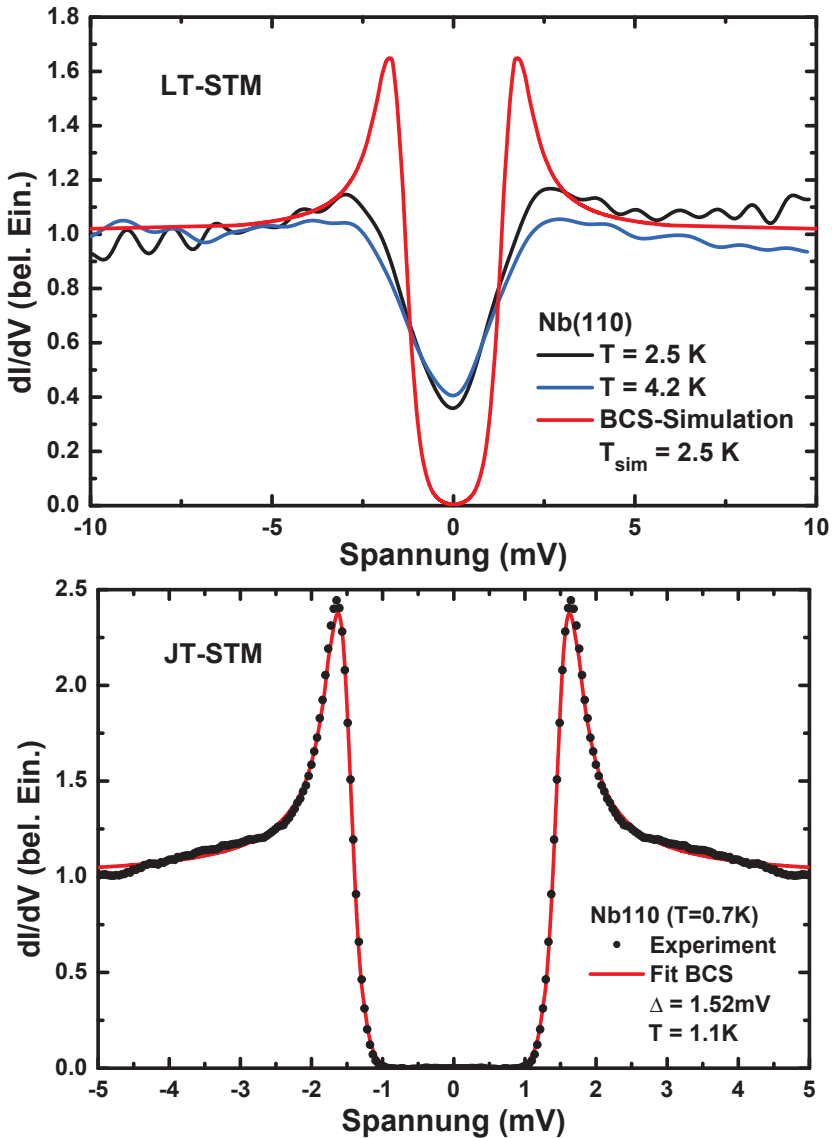 1.8
1.6
1.4
1.2
1.0
0.8
0.6
0.4
0.2
0.0
dI/dV (bel. Ein.)
LT-STM
Nb(110)
T = 2.5 K
T = 4.2 K
BCS-Simulation
T_sim = 2.5 K
-10 -5 0 5 10
Spannung (mV)
2.5
2.0
1.5
1.0
0.5
0.0
dI/dV (bel. Ein.)
JT-STM
Nb110 (T=0.7K)
Experiment
Fit BCS
Δ = 1.52mV
T = 1.1K
-5 -4 -3 -2 -1 0 1 2 3 4 5
Spannung (mV)